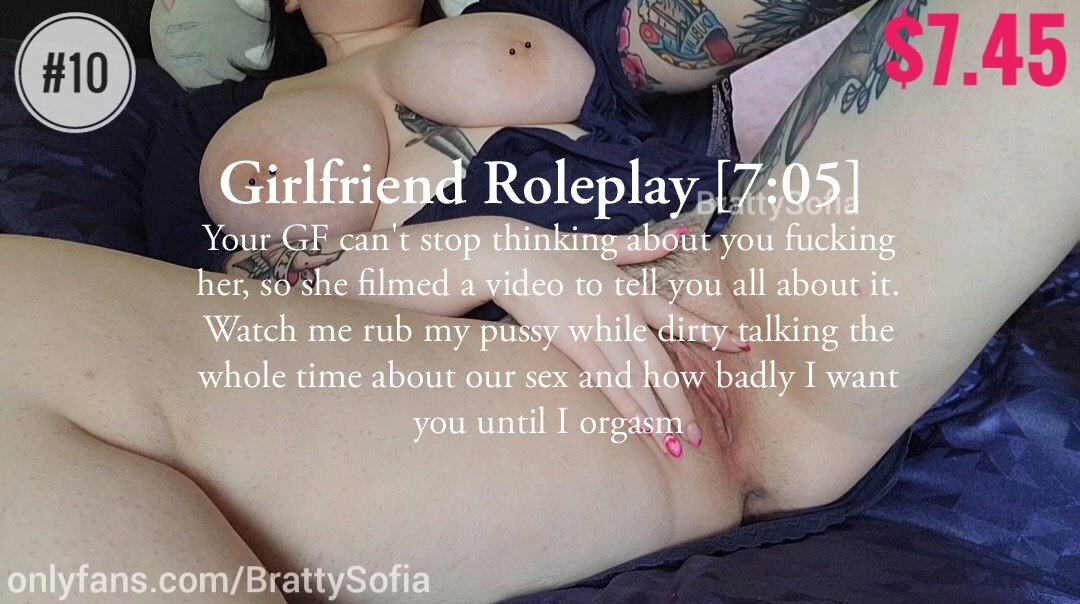 #10
$7.45
Girlfriend Roleplay [7:05]
BrattySofia
Your GF can't stop thinking about you fucking
her, so she filmed a video to tell you all about it.
Watch me rub my pussy while dirty talking the
whole time about our sex and how badly I want
you until I orgasm
onlyfans.com/BrattySofia